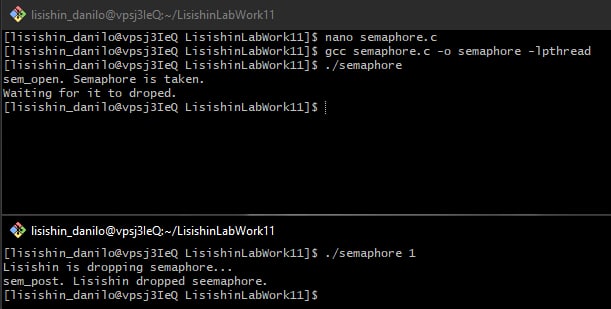 lisishin_danilo@vpsj3IeQ:~/LisishinLabWork11
[lisishin_danilo@vpsj3IeQ LisishinLabWork11]$ nano semaphore.c
[lisishin_danilo@vpsj3IeQ LisishinLabWork11]$ gcc semaphore.c -o semaphore -lpthread
[lisishin_danilo@vpsj3IeQ LisishinLabWork11]$ ./semaphore
sem_open. Semaphore is taken.
Waiting for it to droped.
[lisishin_danilo@vpsj3IeQ LisishinLabWork11]$
lisishin_danilo@vpsj3IeQ:~/LisishinLabWork11
[lisishin_danilo@vpsj3IeQ LisishinLabWork11]$ ./semaphore 1
Lisishin is dropping semaphore...
sem_post. Lisishin dropped seemaphore.
[lisishin_danilo@vpsj3IeQ LisishinLabWork11]$